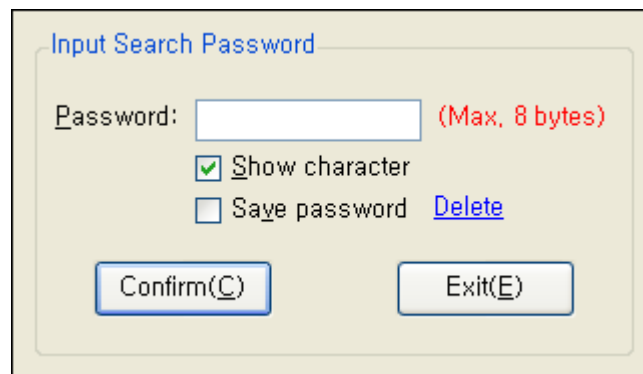 Input Search Password
Password: (Max, 8 bytes)
Show character
Save password Delete
Confirm(C) Exit(E)